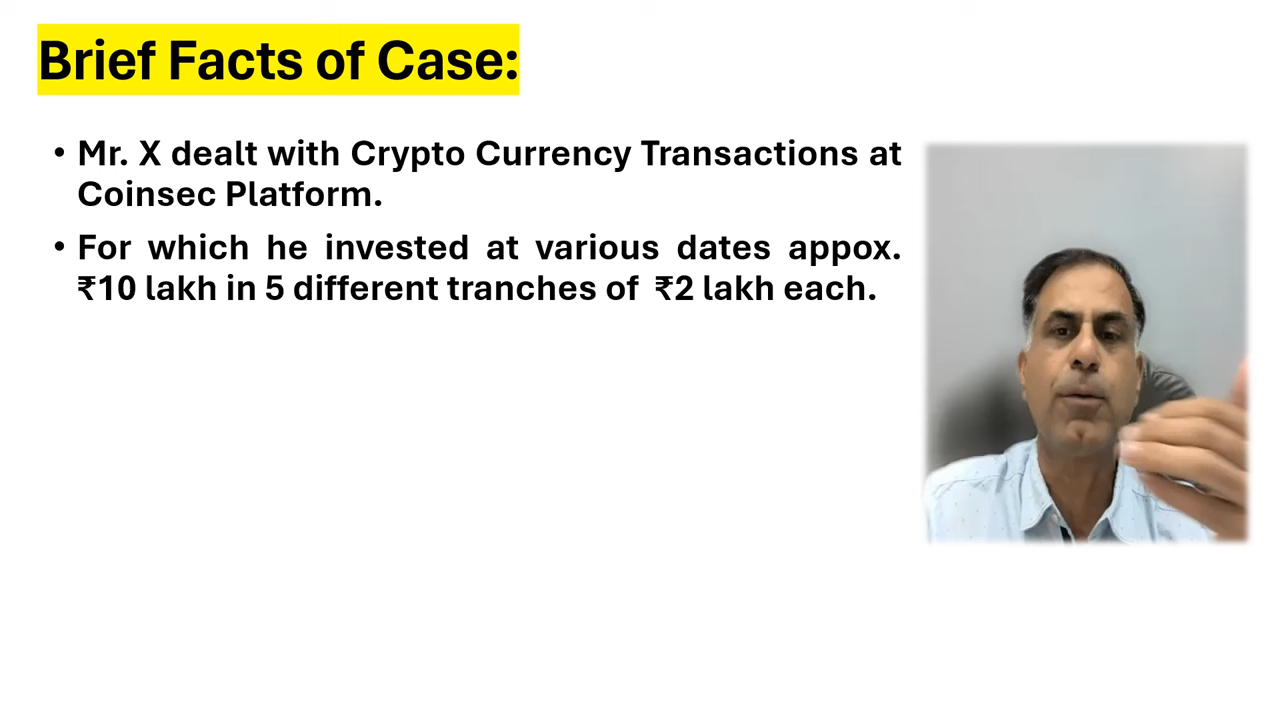 Brief Facts of Case:
• Mr. X dealt with Crypto Currency Transactions at
Coinsec Platform.
• For which he invested at various dates appox.
₹10 lakh in 5 different tranches of ₹2 lakh each.